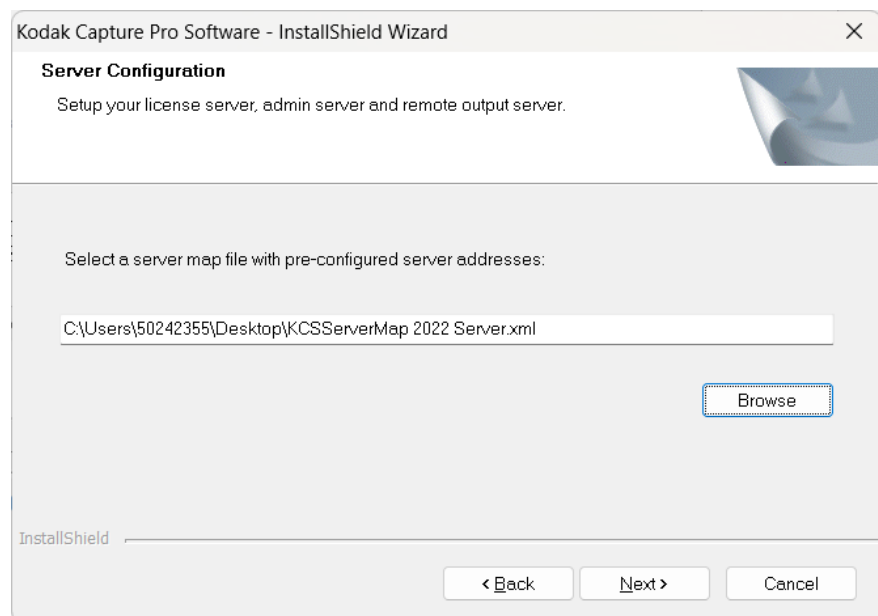 Kodak Capture Pro Software - InstallShield Wizard
Server Configuration
Setup your license server, admin server and remote output server.
Select a server map file with pre-configured server addresses:
C:\Users\50242355\Desktop\KCSServerMap 2022 Server.xml
Browse
InstallShield
< Back
Next >
Cancel